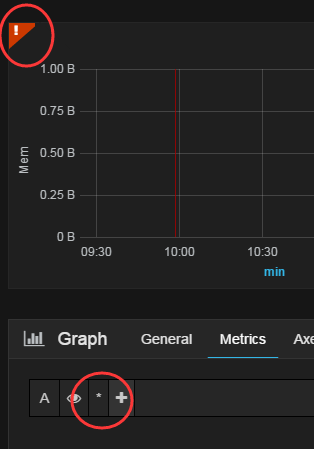 !
1.00 B
0.75 B
0.50 B
0.25 B
0 B
Mem
09:30 10:00 10:30
min
Graph General Metrics Axe
A * +